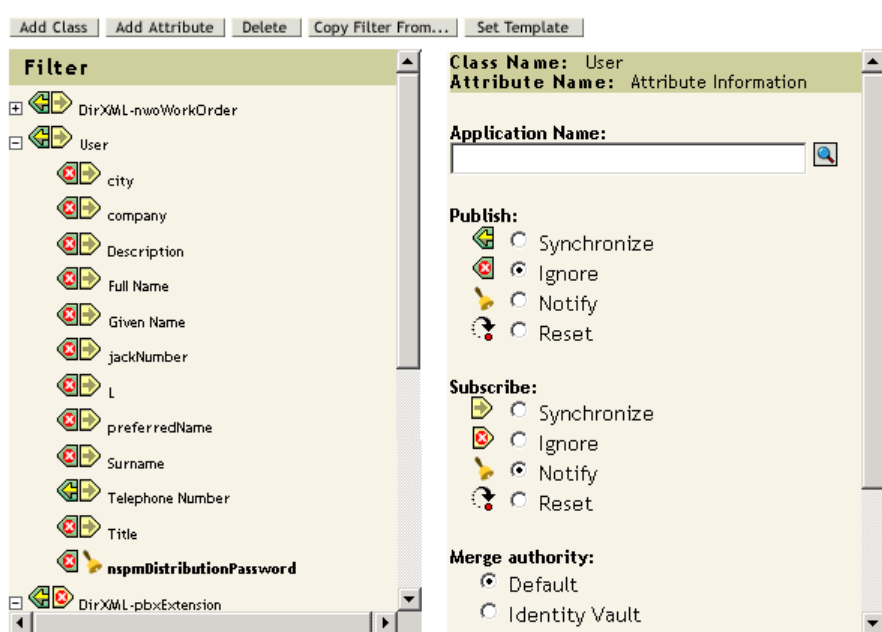 Add Class Add Attribute Delete Copy Filter From... Set Template
Filter
DirXML-nwoWorkOrder
User
city
company
Description
Full Name
Given Name
jackNumber
L
preferredName
Surname
Telephone Number
Title
nspmDistributionPassword
DirXML-pbxExtension
Class Name: User
Attribute Name: Attribute Information
Application Name:
Publish:
Synchronize
Ignore
Notify
Reset
Subscribe:
Synchronize
Ignore
Notify
Reset
Merge authority:
Default
Identity Vault